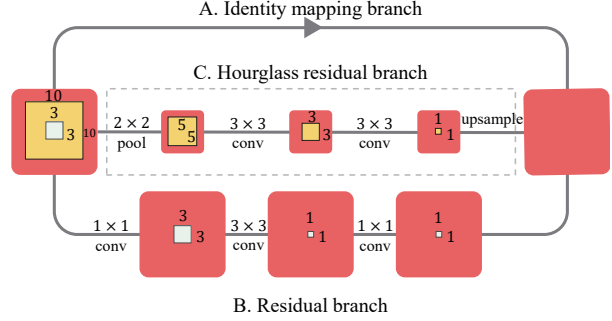 A. Identity mapping branch
C. Hourglass residual branch
10
3
3
10
2 × 2
pool
5
5
3 × 3
conv
3
3
3 × 3
conv
1
1
upsample
1 × 1
conv
3
3
3 × 3
conv
1
1
1 × 1
conv
1
1
B. Residual branch